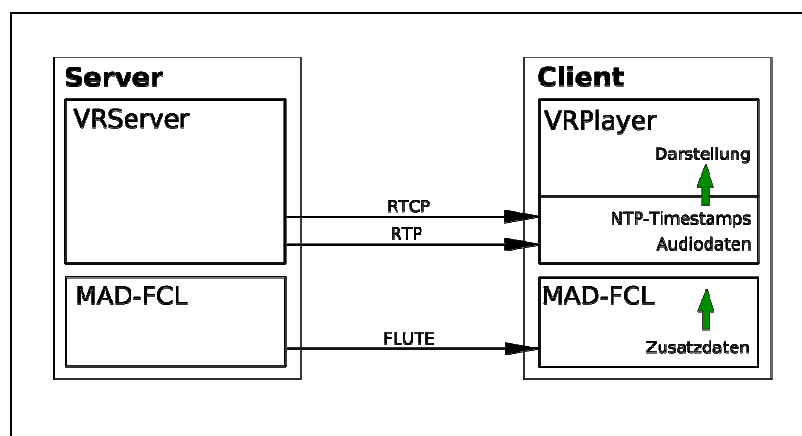 Server
VRServer
MAD-FCL
RTCP
RTP
FLUTE
Client
VRPlayer
Darstellung
NTP-Timestamps
Audiodaten
MAD-FCL
Zusatzdaten